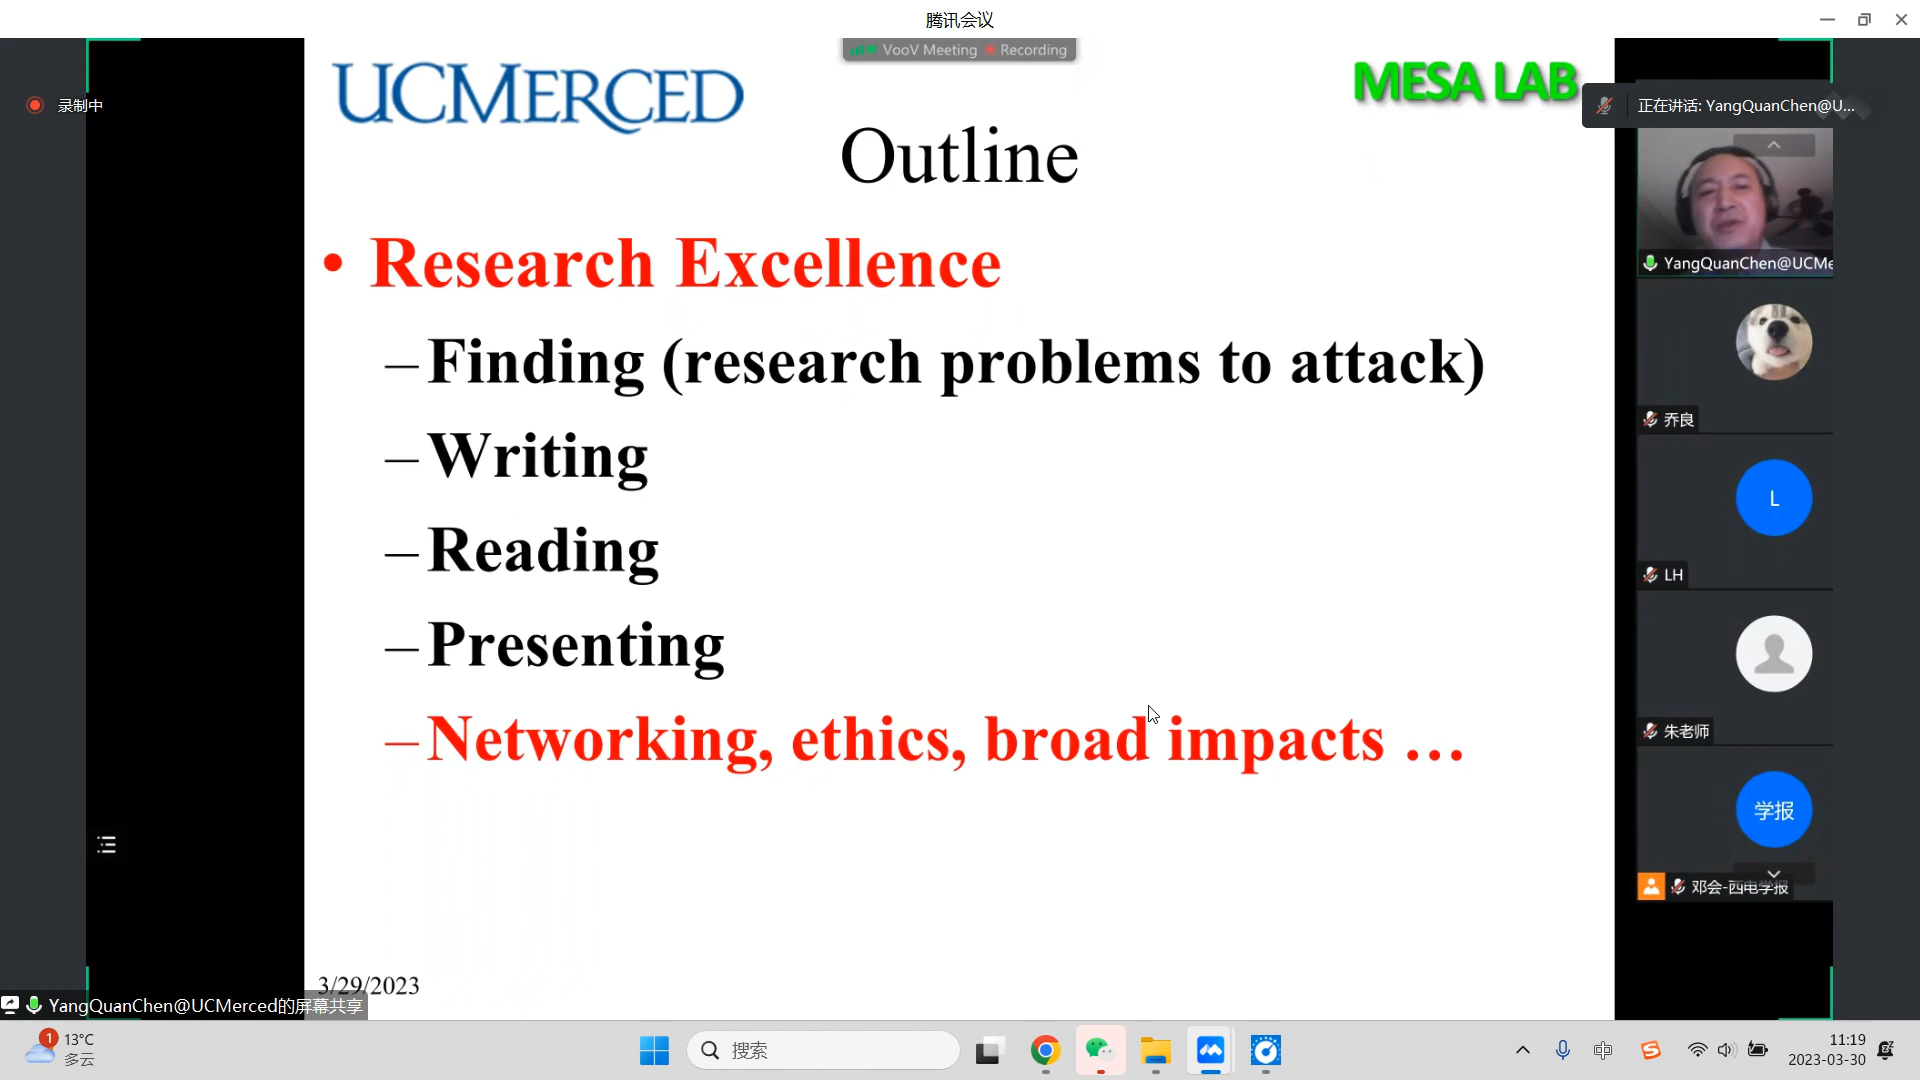 腾讯会议
VooV Meeting Recording
录制中
UCMERCED
MESA LAB
正在讲话: YangQuanChen@U...
Outline
• Research Excellence
YangQuanChen@UCMe
– Finding (research problems to attack)
乔良
– Writing
L
– Reading
LH
– Presenting
– Networking, ethics, broad impacts …
朱老师
学报
邓会-西电学报
3/29/2023
YangQuanChen@UCMerced的屏幕共享
1
13°C
多云
搜索
中
11:19
2023-03-30